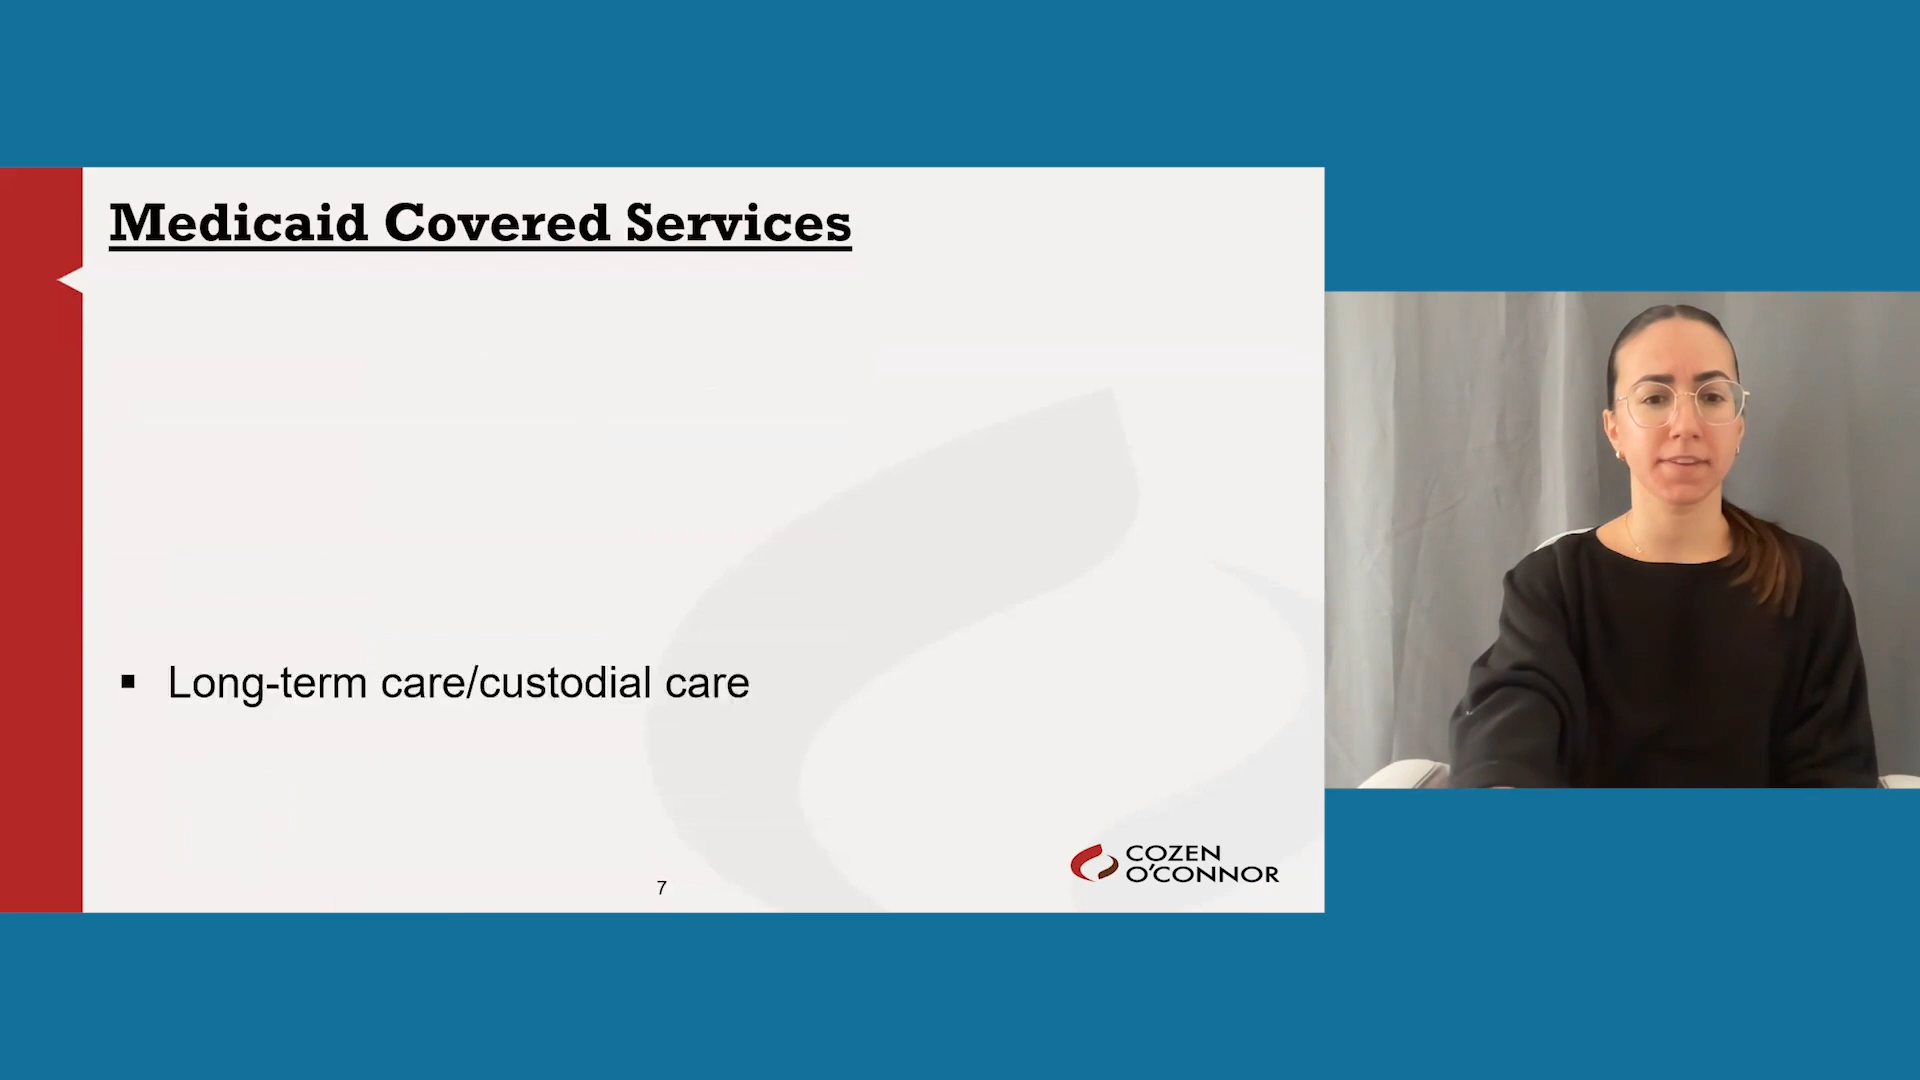 Medicaid Covered Services
▪ Long-term care/custodial care
7
COZEN
O'CONNOR